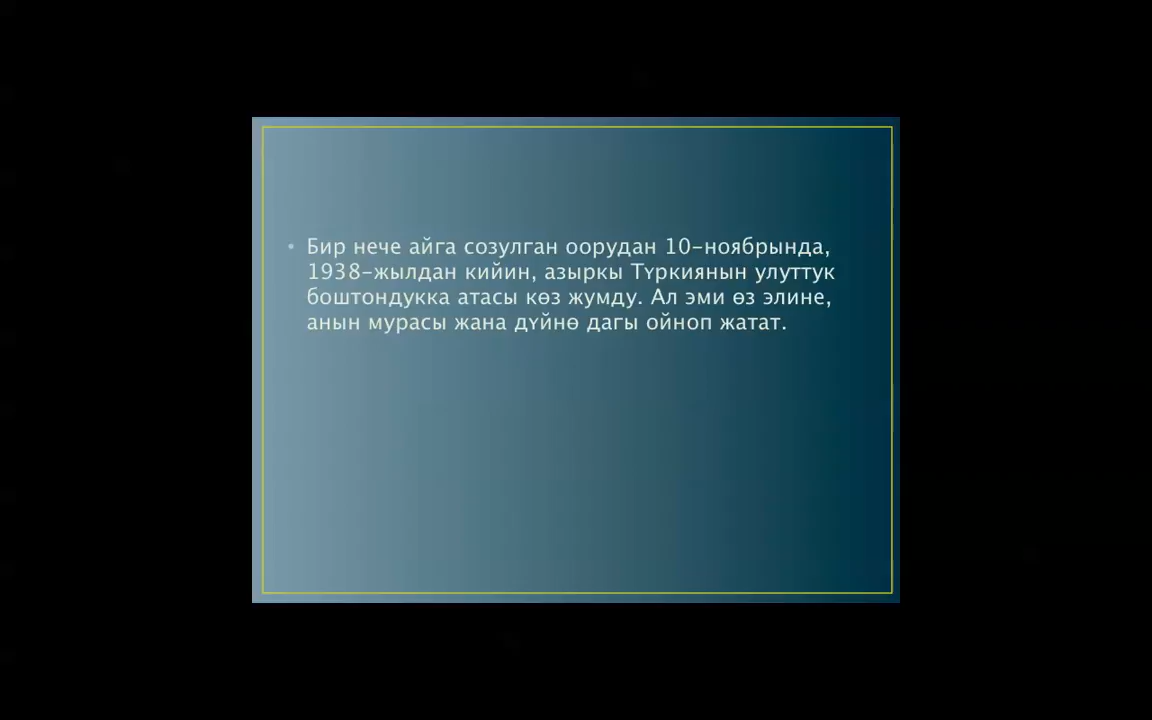 • Бир нече айга созулган оорудан 10-ноябрында,
1938-жылдан кийин, азыркы Түркиянын улуттук
боштондукка атасы көз жумду. Ал эми өз элине,
анын мурасы жана дүйнө дагы ойноп жатат.